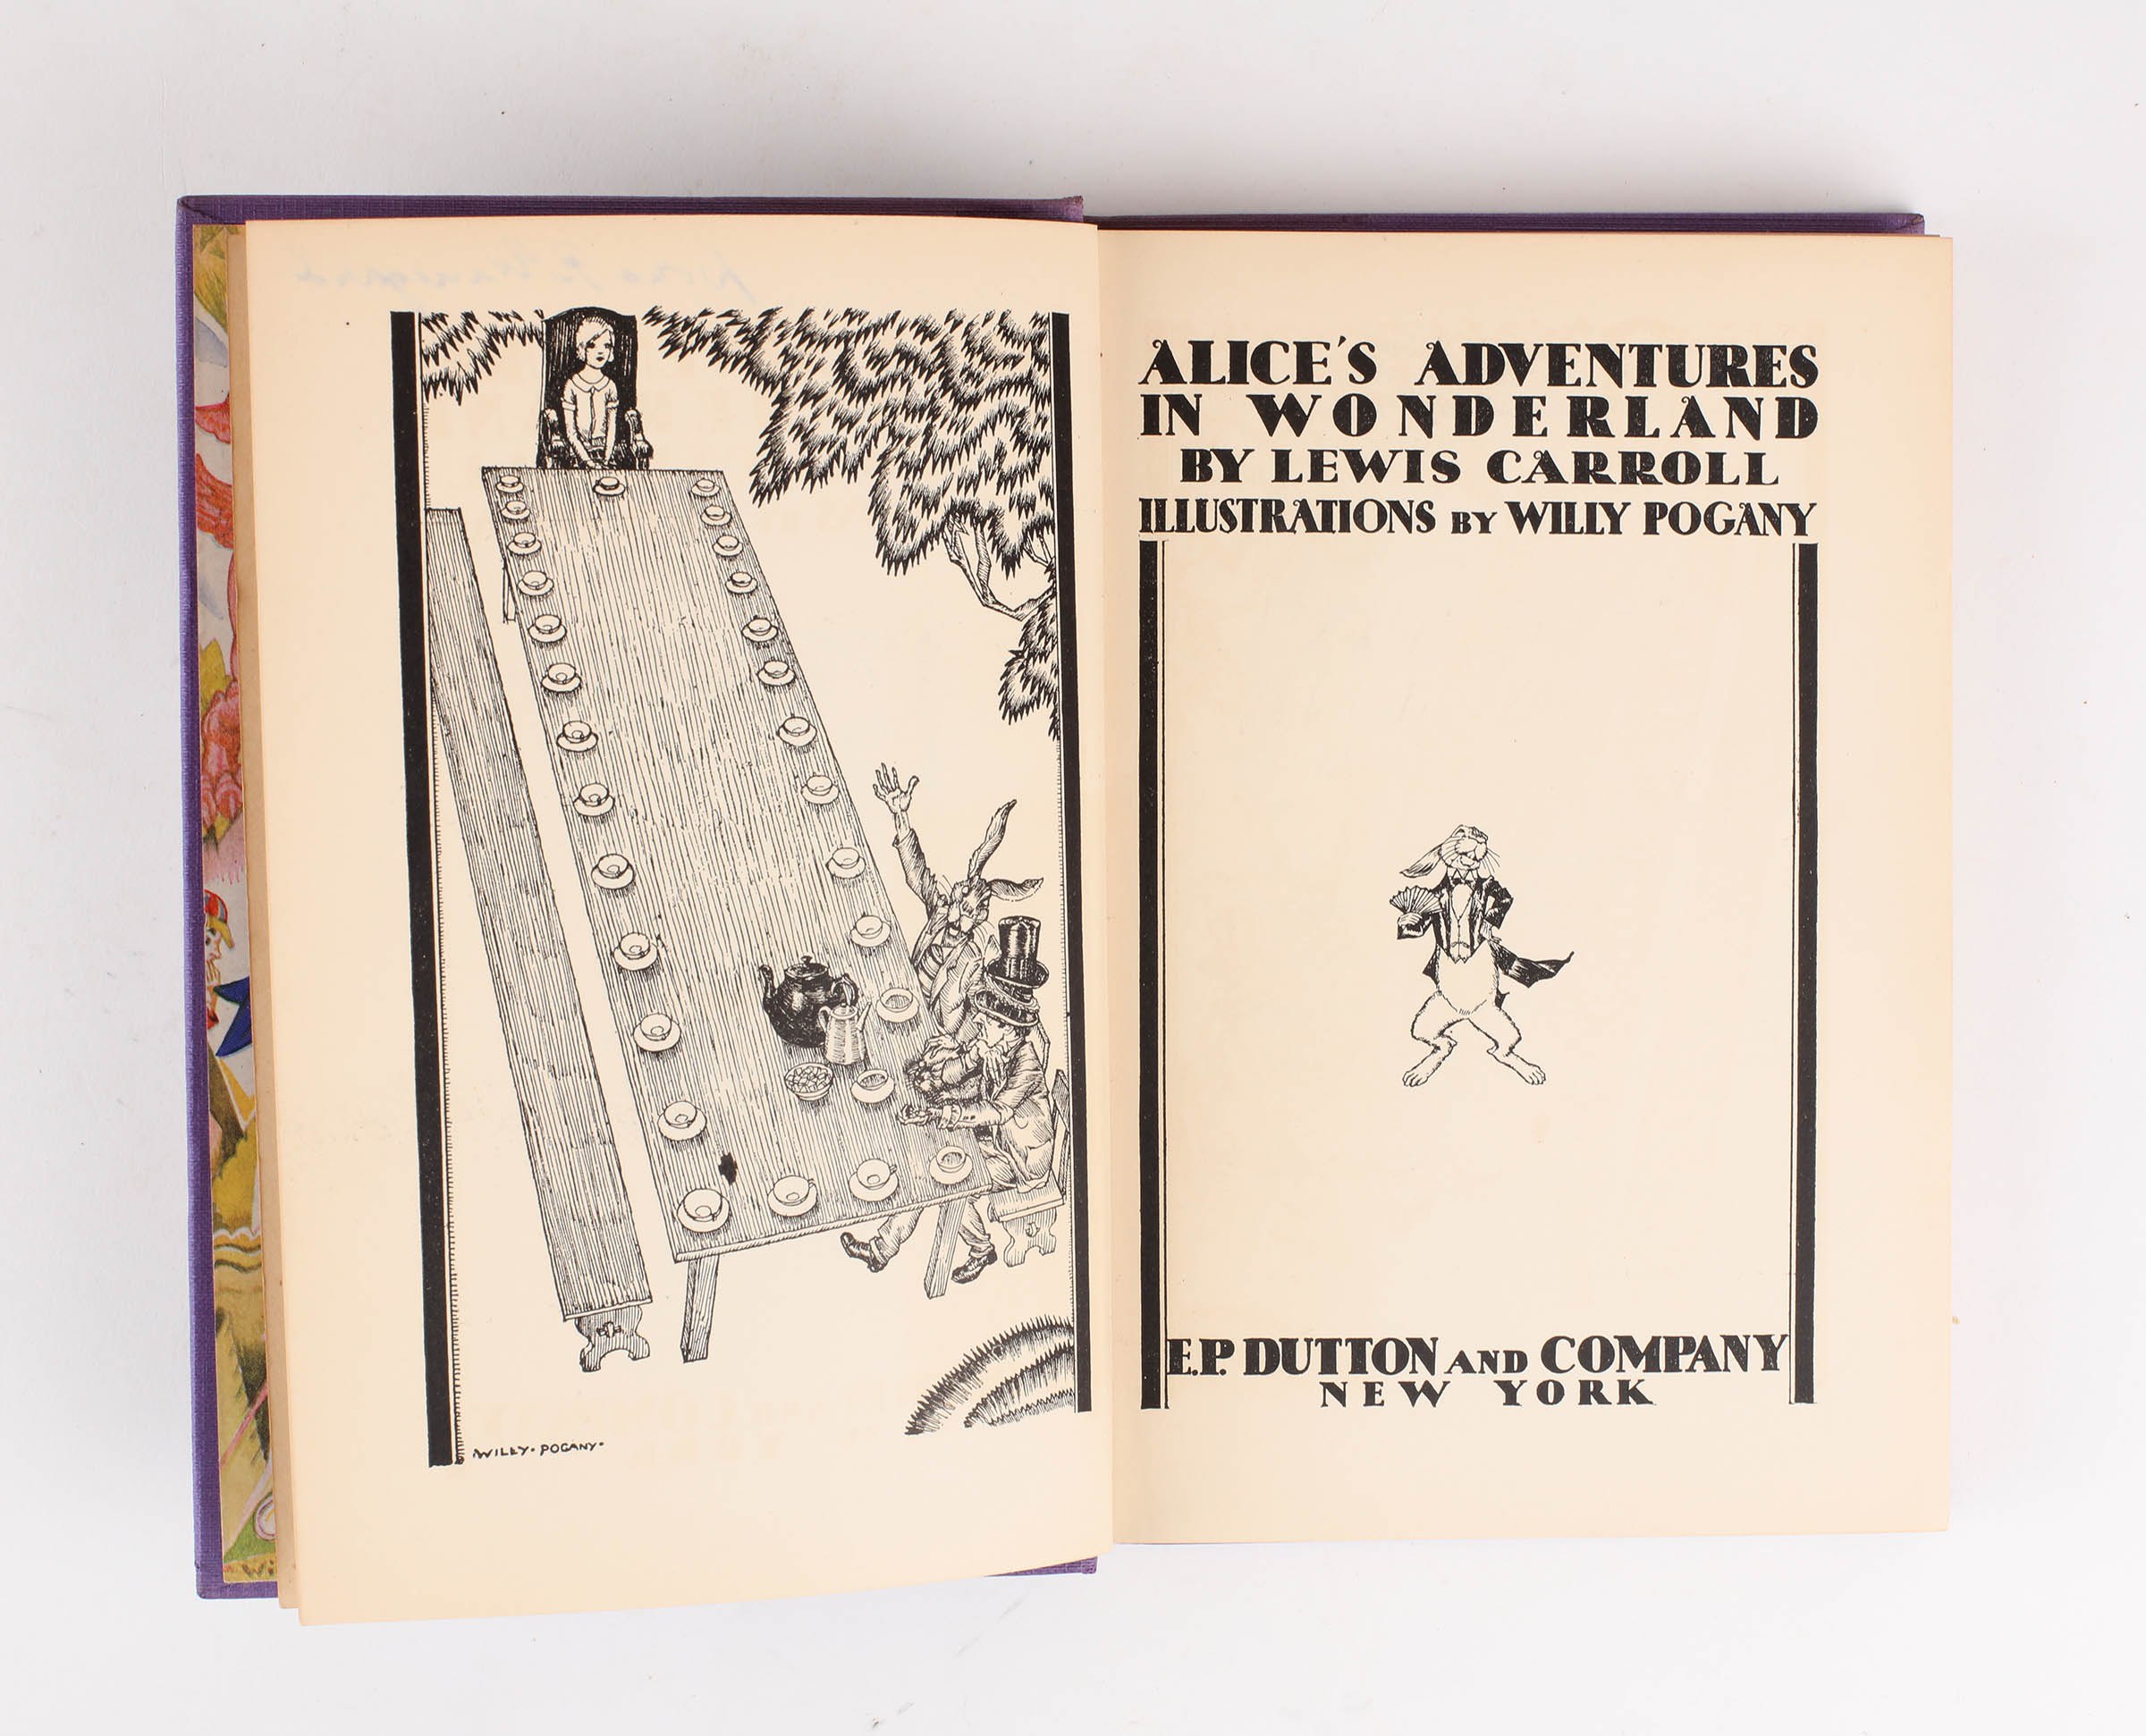 WILLY·POGANY·
ALICE'S ADVENTURES
IN WONDERLAND
BY LEWIS CARROLL
ILLUSTRATIONS BY WILLY POGANY
E.P. DUTTON AND COMPANY
NEW YORK